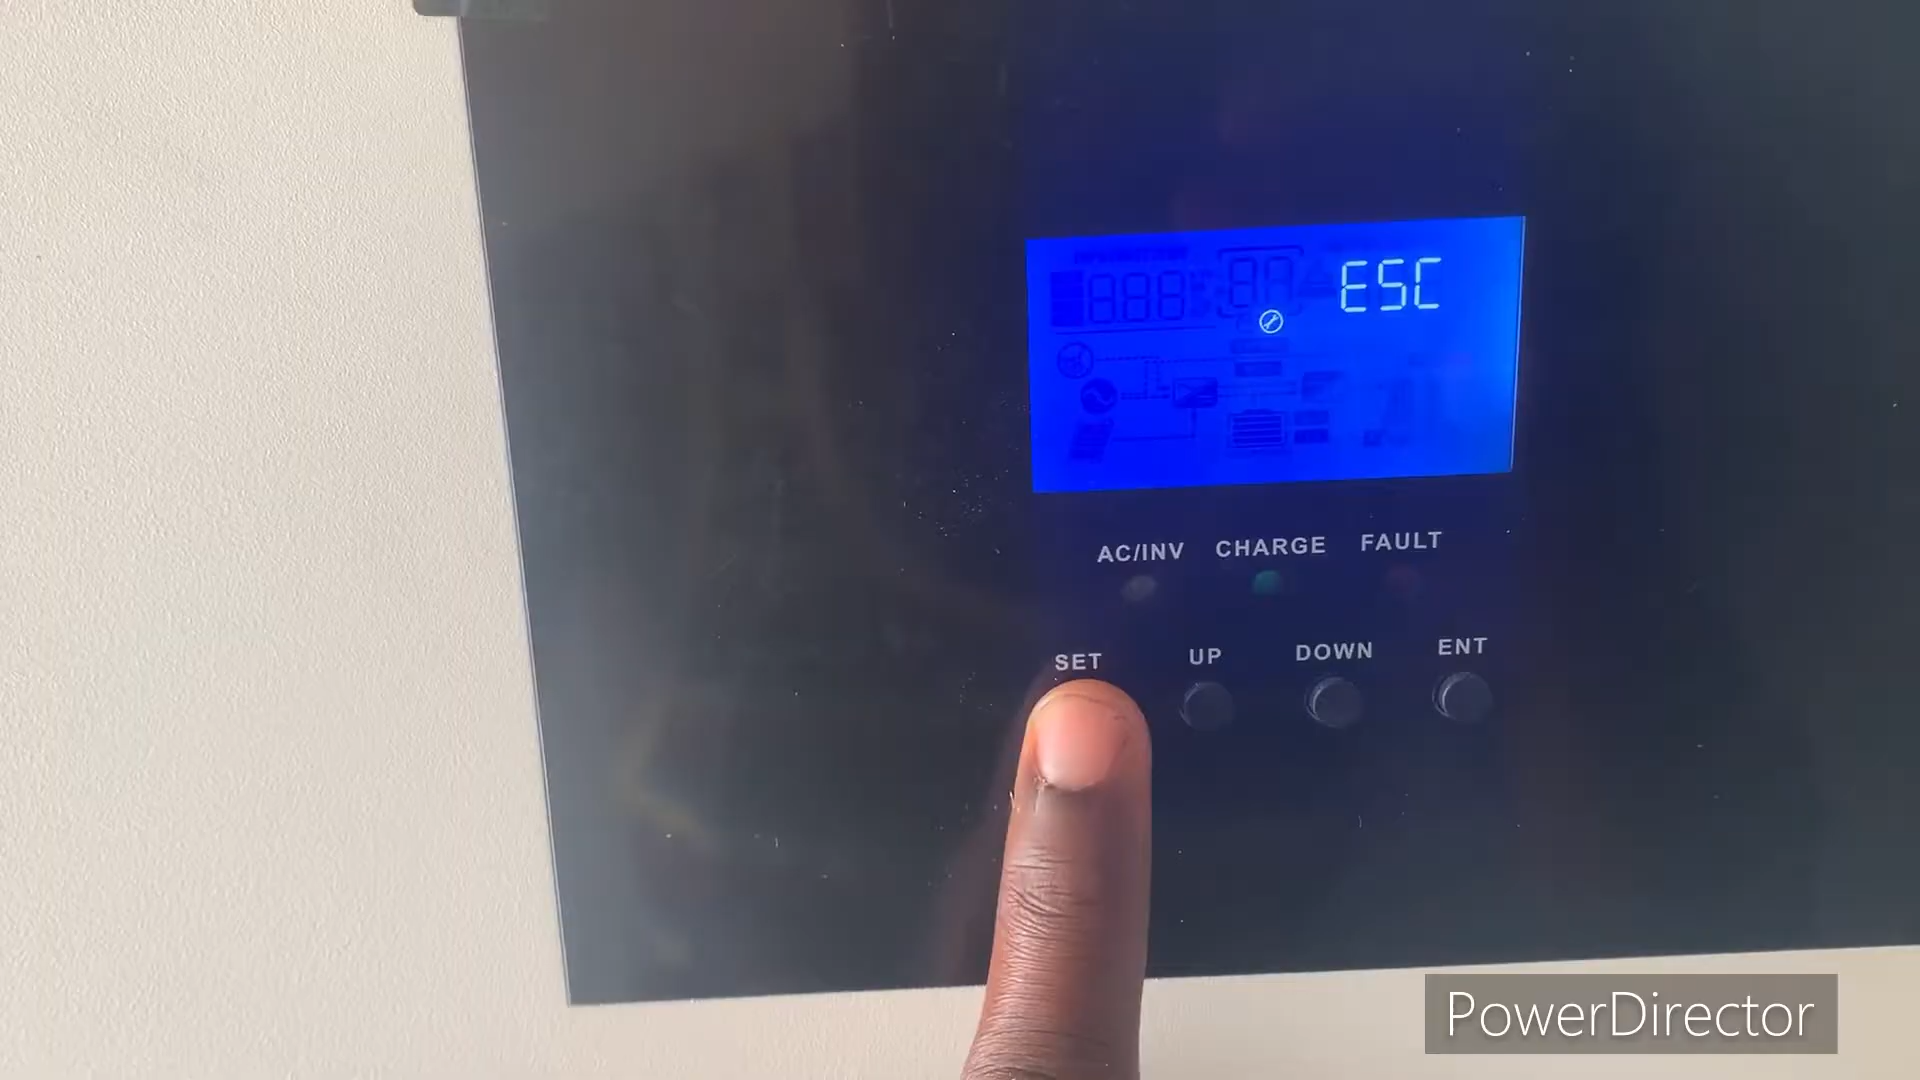 ESC
AC/INV CHARGE FAULT
SET UP DOWN ENT
PowerDirector